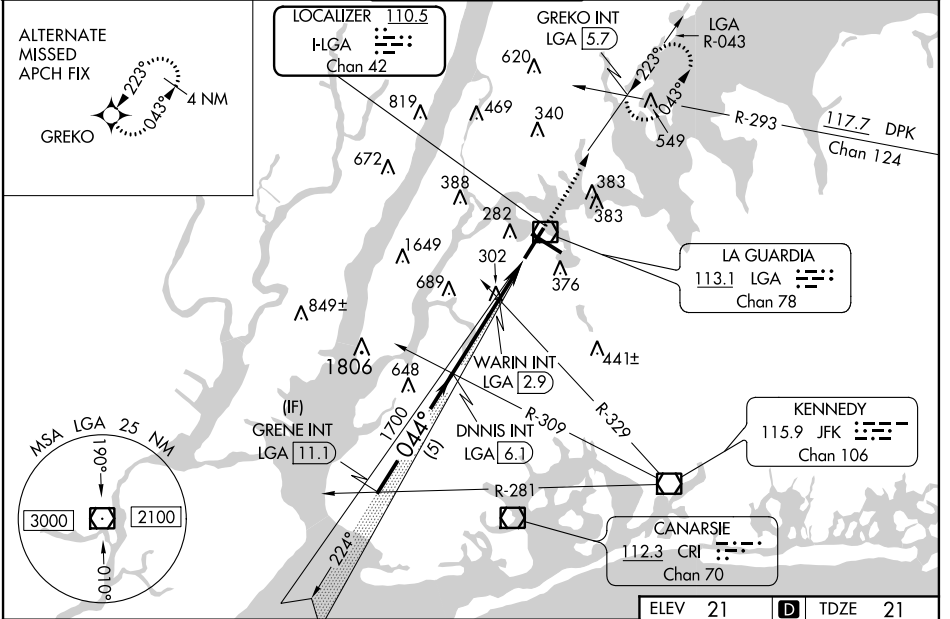 ALTERNATE
MISSED
APCH FIX
223°
043°
4 NM
GREKO
LOCALIZER 110.5
I-LGA
Chan 42
GREKO INT
LGA 5.7
LGA
R-043
223°
043°
620
819
469
340
549
R-293
117.7 DPK
Chan 124
672
388
383
383
282
1649
302
376
689
LA GUARDIA
113.1 LGA
Chan 78
849±
1806
648
WARIN INT
LGA 2.9
441±
(IF)
GRENE INT
LGA 11.1
1700
044°
(5)
DNNIS INT
LGA 6.1
R-309
R-329
KENNEDY
115.9 JFK
Chan 106
R-281
224°
CANARSIE
112.3 CRI
Chan 70
MSA LGA 25 NM
190°
3000
2100
010°
ELEV 21
D
TDZE 21